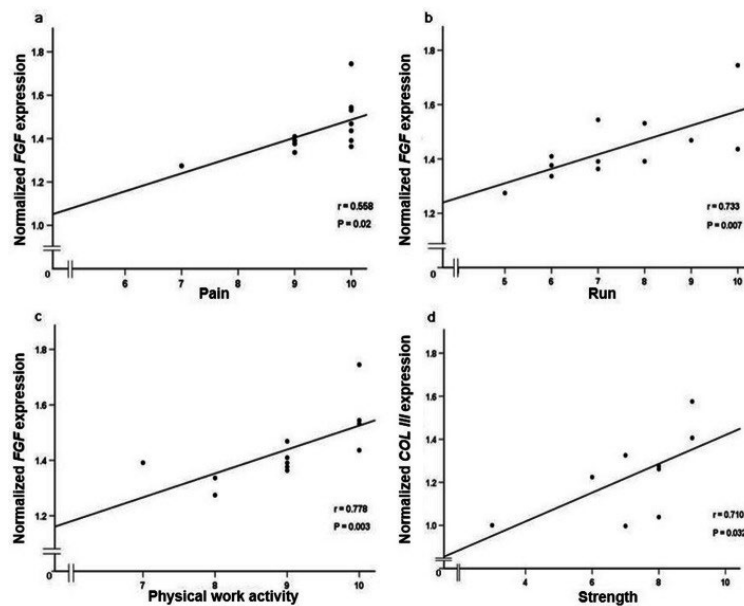 a
Normalized FGF expression
1.8
1.6
1.4
1.2
1.0
0
6
7
8
9
10
Pain
r = 0.558
P = 0.02
b
Normalized FGF expression
1.8
1.6
1.4
1.2
0
5
6
7
8
9
10
Run
r = 0.733
P = 0.007
c
Normalized FGF expression
1.8
1.6
1.4
1.2
0
7
8
9
10
Physical work activity
r = 0.778
P = 0.003
d
Normalized COL III expression
1.8
1.6
1.4
1.2
1.0
0
4
6
8
10
Strength
r = 0.710
P = 0.032